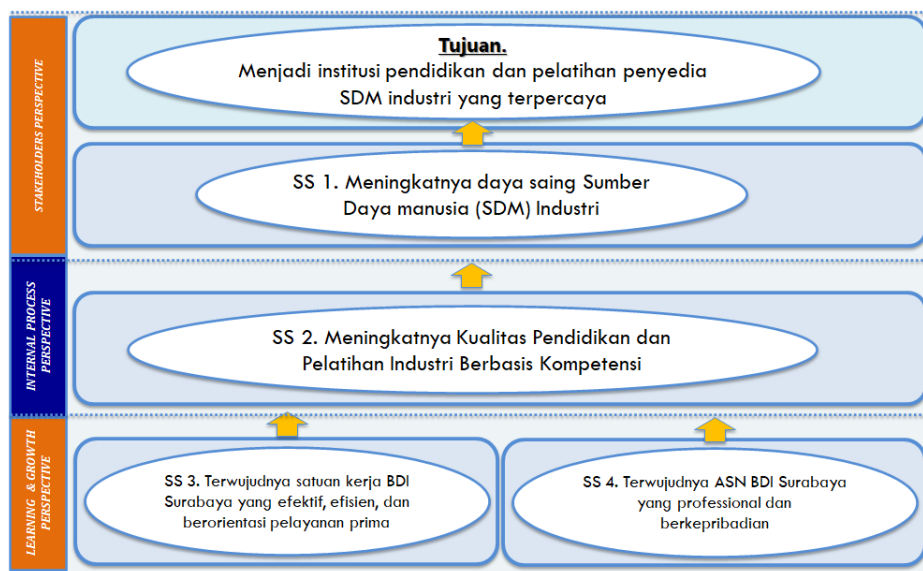 STAKEHOLDERS PERSPECTIVE
Tujuan.
Menjadi institusi pendidikan dan pelatihan penyedia
SDM industri yang terpercaya
SS 1. Meningkatnya daya saing Sumber
Daya manusia (SDM) Industri
INTERNAL PROCESS
PERSPECTIVE
SS 2. Meningkatnya Kualitas Pendidikan dan
Pelatihan Industri Berbasis Kompetensi
LEARNING & GROWTH
PERSPECTIVE
SS 3. Terwujudnya satuan kerja BDI
Surabaya yang efektif, efisien, dan
berorientasi pelayanan prima
SS 4. Terwujudnya ASN BDI Surabaya
yang professional dan
berkepribadian